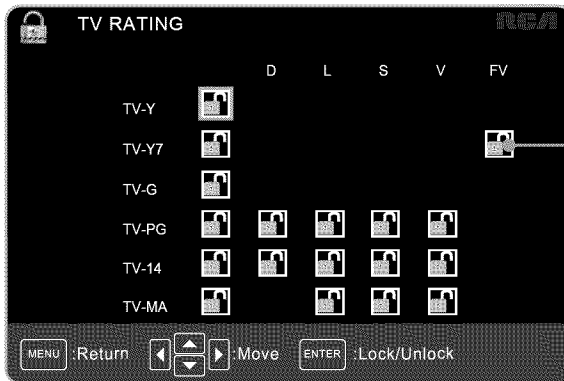 TV RATING RCA
D L S V FV
TV-Y
TV-Y7
TV-G
TV-PG
TV-14
TV-MA
MENU :Return :Move ENTER :Lock/Unlock